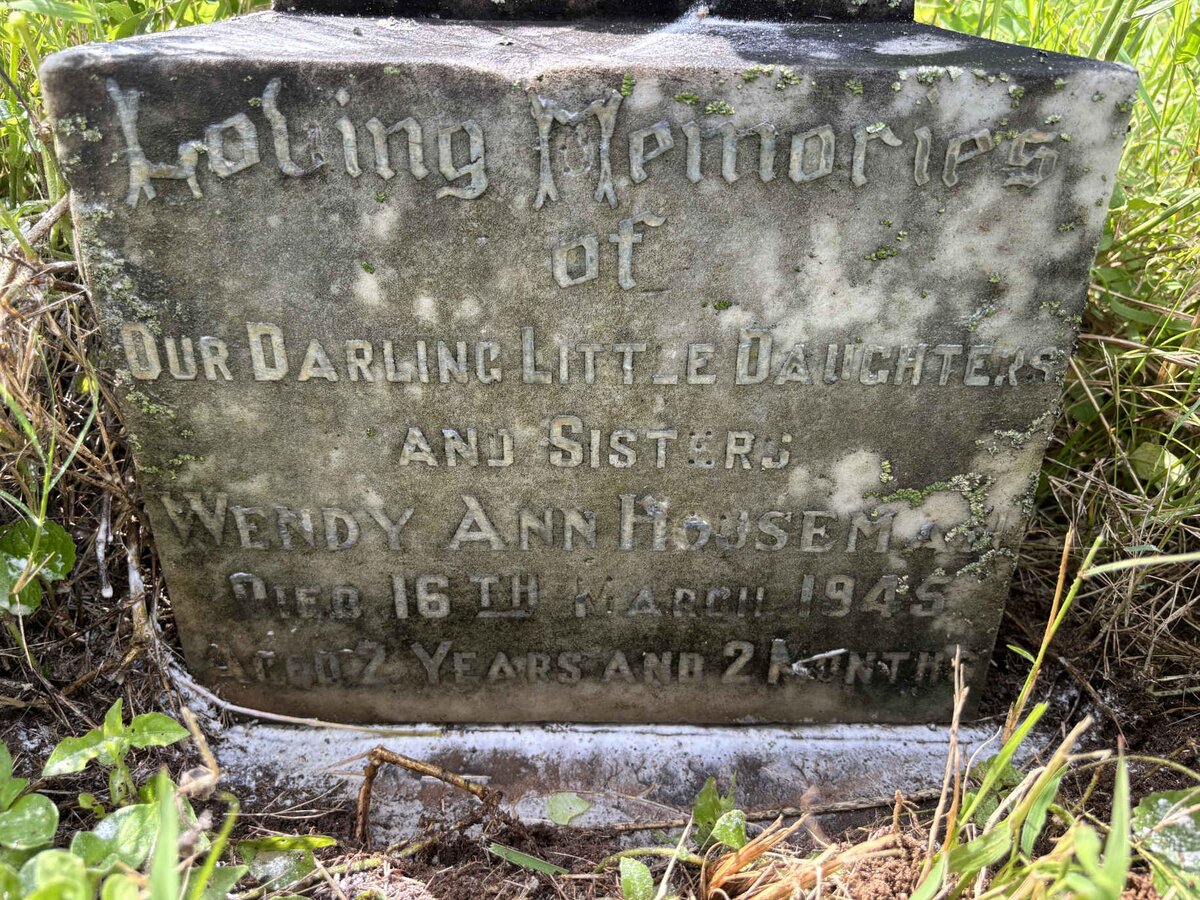 Loving Memories
of
OUR DARLING LITTLE DAUGHTERS
AND SISTERS
WENDY ANN HOUSEMAN
DIED 16TH MARCH 1945
AGED 2 YEARS AND 2 MONTHS